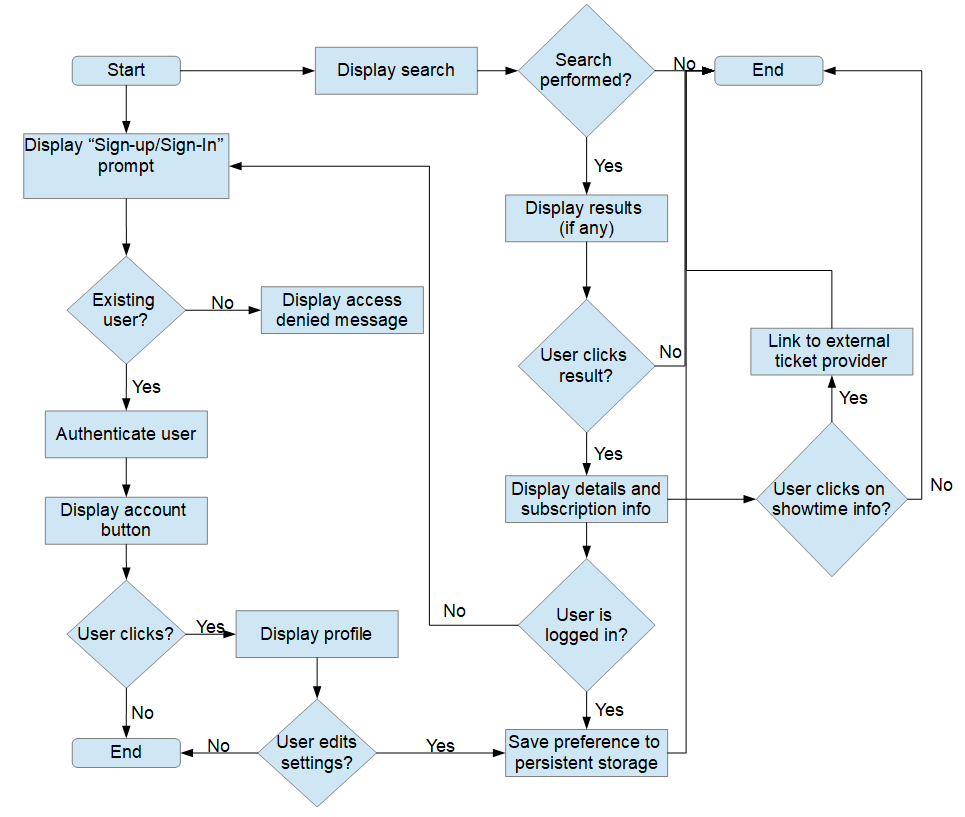 Start
Display search
Search
performed?
No
End
Display “Sign-up/Sign-In”
prompt
Yes
Display results
(if any)
Existing
user?
No
Display access
denied message
User clicks
result?
No
Link to external
ticket provider
Yes
Yes
Authenticate user
Yes
Display account
button
Display details and
subscription info
User clicks on
showtime info?
No
User clicks?
Yes
Display profile
No
User is
logged in?
No
Yes
End
No
User edits
settings?
Yes
Save preference to
persistent storage